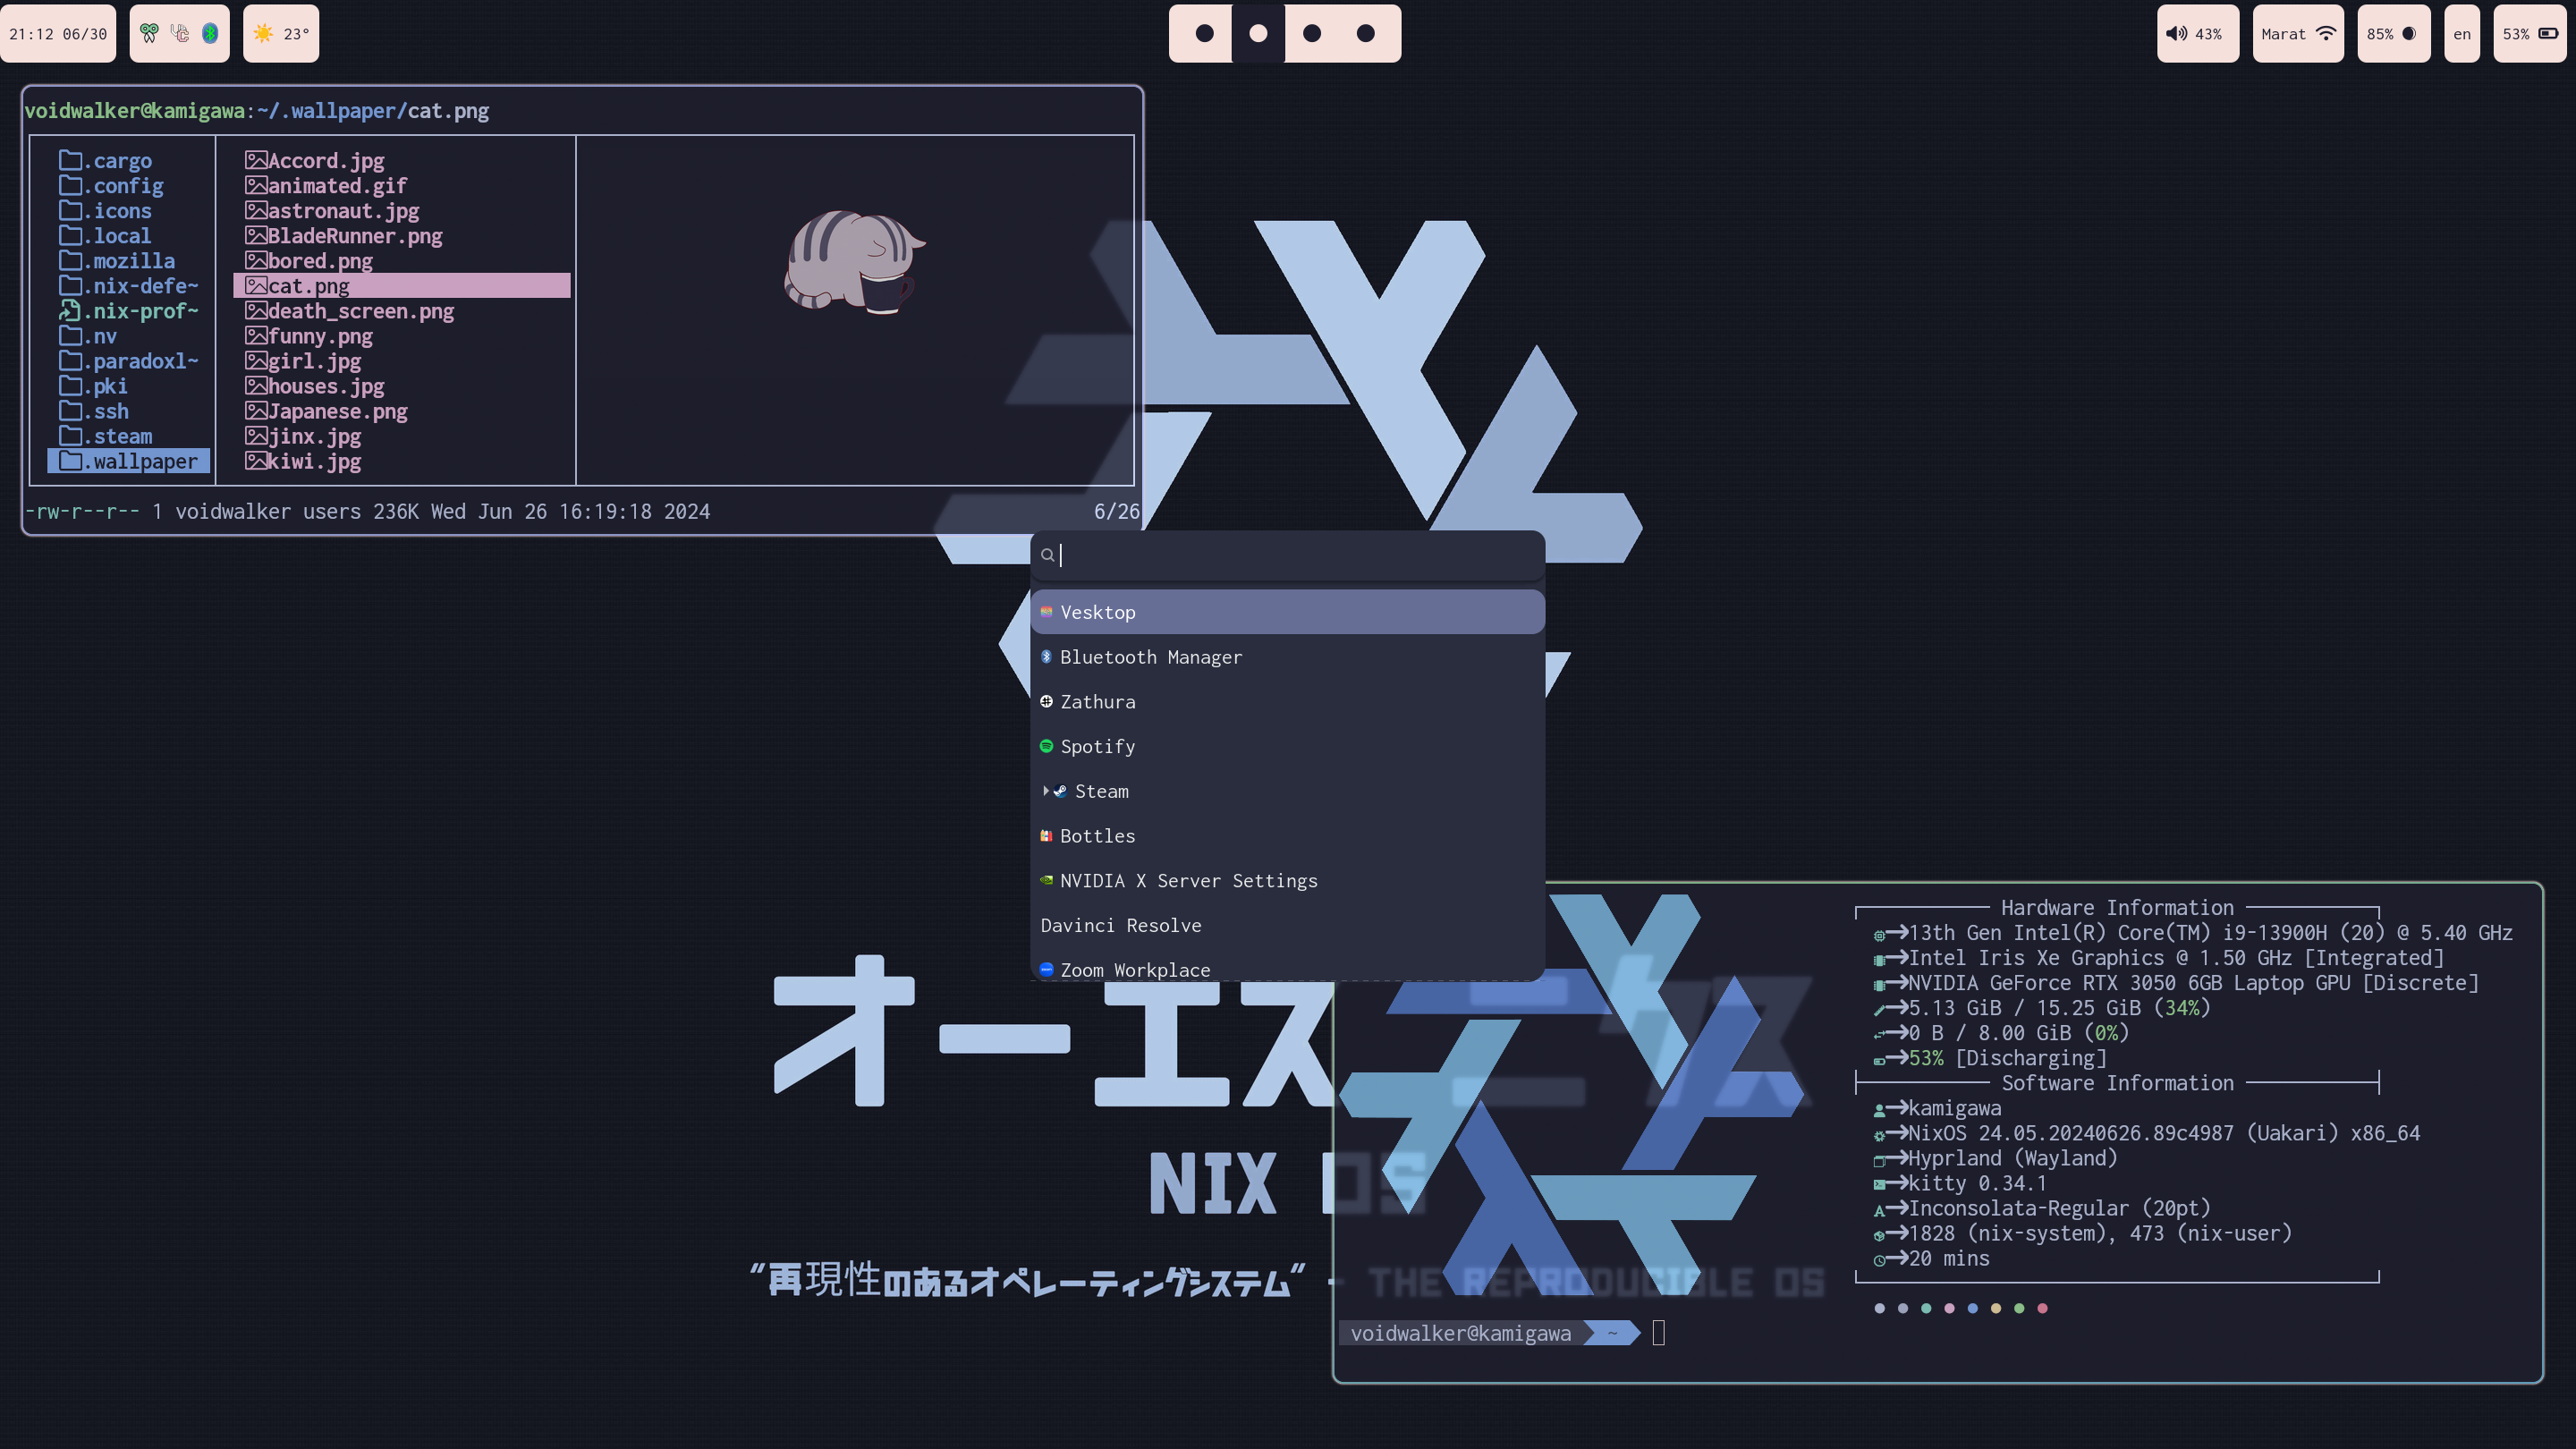 21:12 06/30
23°
43%
Marat
85%
en
53%
voidwalker@kamigawa:~/.wallpaper/cat.png
.cargo
.config
.icons
.local
.mozilla
.nix-defe~
.nix-prof~
.nv
.paradoxl~
.pki
.ssh
.steam
.wallpaper
Accord.jpg
animated.gif
astronaut.jpg
BladeRunner.png
bored.png
cat.png
death_screen.png
funny.png
girl.jpg
houses.jpg
Japanese.png
jinx.jpg
kiwi.jpg
-rw-r--r-- 1 voidwalker users 236K Wed Jun 26 16:19:18 2024
6/26
Vesktop
Bluetooth Manager
Zathura
Spotify
Steam
Bottles
NVIDIA X Server Settings
Davinci Resolve
Zoom Workplace
Hardware Information
13th Gen Intel(R) Core(TM) i9-13900H (20) @ 5.40 GHz
Intel Iris Xe Graphics @ 1.50 GHz [Integrated]
NVIDIA GeForce RTX 3050 6GB Laptop GPU [Discrete]
5.13 GiB / 15.25 GiB (34%)
0 B / 8.00 GiB (0%)
53% [Discharging]
Software Information
kamigawa
NixOS 24.05.20240626.89c4987 (Uakari) x86_64
Hyprland (Wayland)
kitty 0.34.1
Inconsolata-Regular (20pt)
1828 (nix-system), 473 (nix-user)
20 mins
voidwalker@kamigawa ~
オーエス
NIX OS
"再現性のあるオペレーティングシステム" - THE REPRODUCIBLE OS